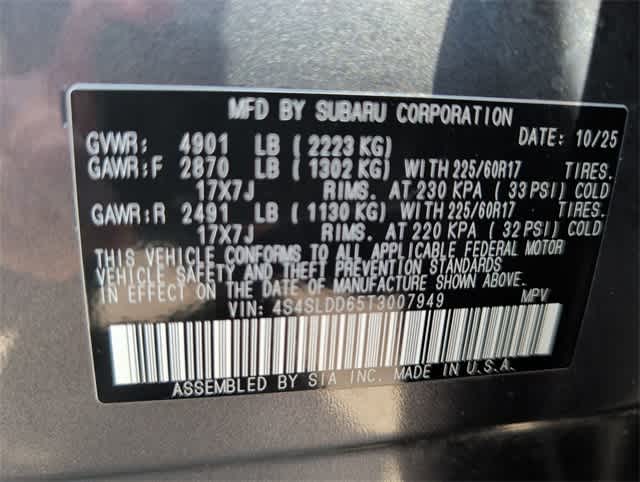 MFD BY SUBARU CORPORATION
GVWR: 4901 LB (2223 KG) DATE: 10/25
GAWR:F 2870 LB (1302 KG) WITH 225/60R17 TIRES.
17X7J RIMS. AT 230 KPA (33 PSI) COLD
GAWR:R 2491 LB (1130 KG) WITH 225/60R17 TIRES.
17X7J RIMS. AT 220 KPA (32 PSI) COLD
THIS VEHICLE CONFORMS TO ALL APPLICABLE FEDERAL MOTOR
VEHICLE SAFETY AND THEFT PREVENTION STANDARDS
IN EFFECT ON THE DATE OF MANUFACTURE SHOWN ABOVE.
VIN: 4S4SLDD65T3007949 MPV
ASSEMBLED BY SIA INC. MADE IN U.S.A.